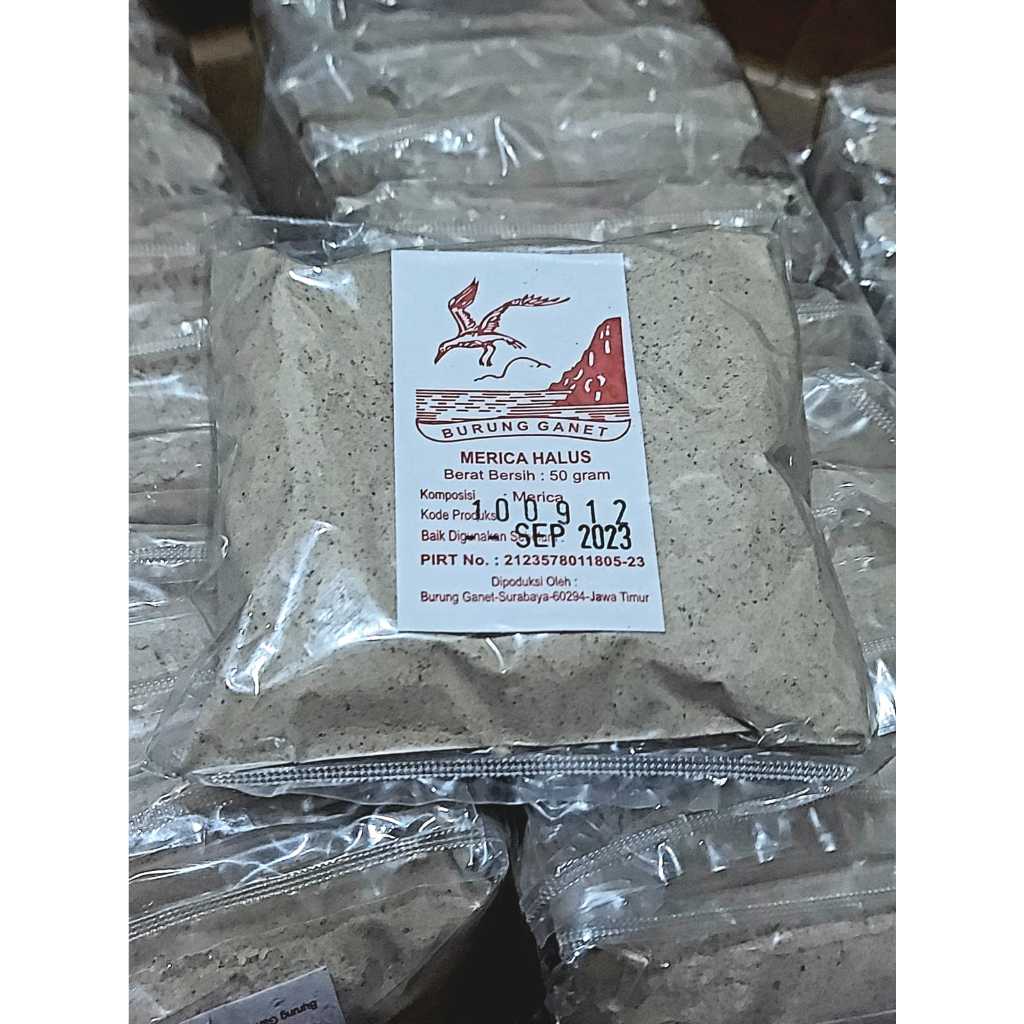 BURUNG GANET
MERICA HALUS
Berat Bersih : 50 gram
Komposisi : Merica
Kode Produksi 100912
Baik Digunakan SEP 2023
PIRT No. : 2123578011805-23
Dipoduksi Oleh :
Burung Ganet-Surabaya-60294-Jawa Timur
Burung